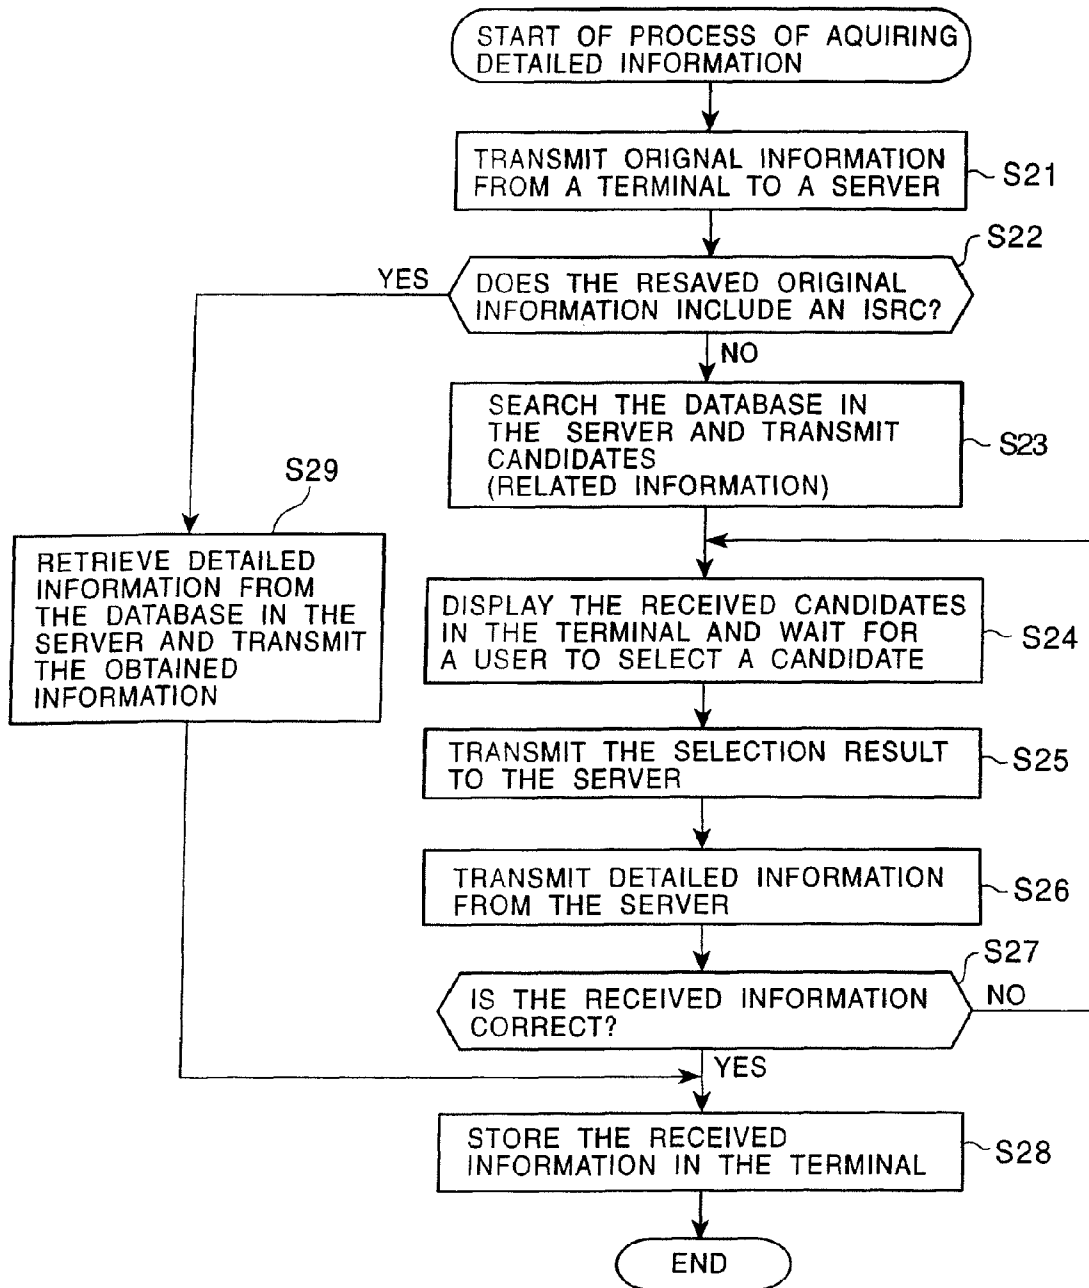 START OF PROCESS OF AQUIRING
DETAILED INFORMATION
TRANSMIT ORIGNAL INFORMATION
FROM A TERMINAL TO A SERVER
S21
S22
YES
DOES THE RESAVED ORIGINAL
INFORMATION INCLUDE AN ISRC?
NO
SEARCH THE DATABASE IN
THE SERVER AND TRANSMIT
CANDIDATES
(RELATED INFORMATION)
S23
S29
RETRIEVE DETAILED
INFORMATION FROM
THE DATABASE IN THE
SERVER AND TRANSMIT
THE OBTAINED
INFORMATION
DISPLAY THE RECEIVED CANDIDATES
IN THE TERMINAL AND WAIT FOR
A USER TO SELECT A CANDIDATE
S24
TRANSMIT THE SELECTION RESULT
TO THE SERVER
S25
TRANSMIT DETAILED INFORMATION
FROM THE SERVER
S26
S27
IS THE RECEIVED INFORMATION
CORRECT?
NO
YES
STORE THE RECEIVED
INFORMATION IN THE TERMINAL
S28
END